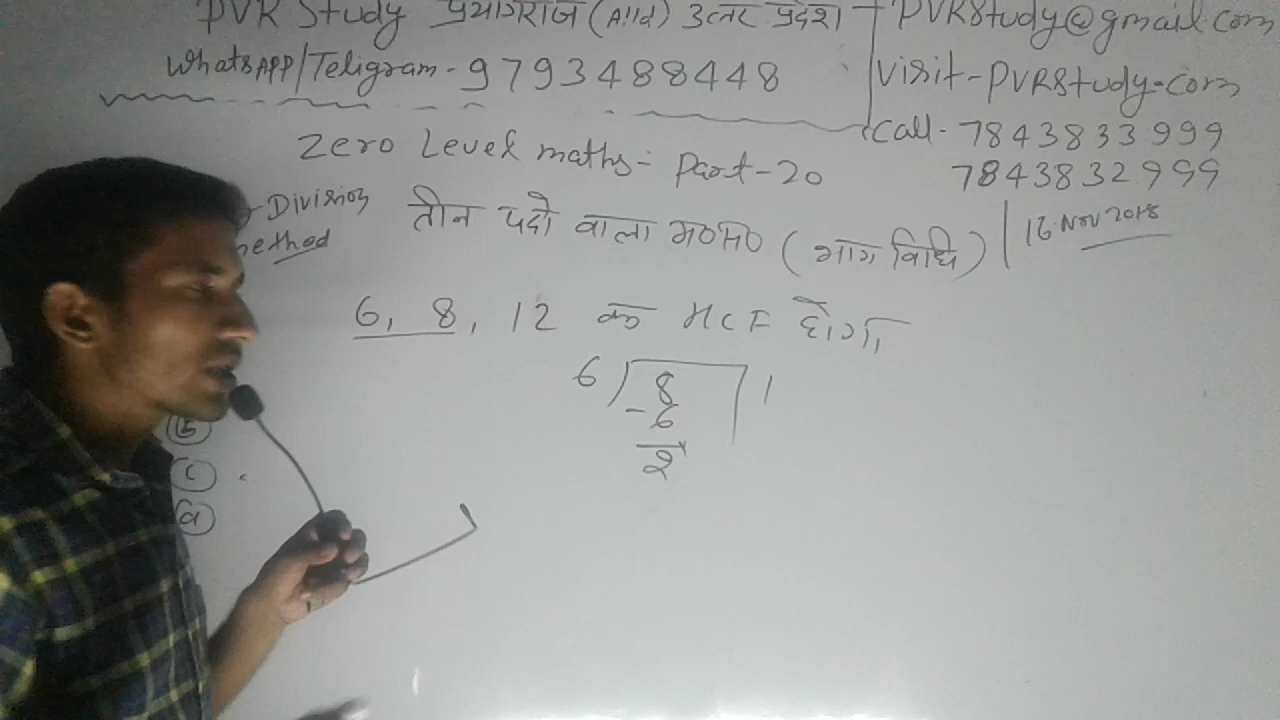 PVR Study प्रयागराज (Alld) उत्तर प्रदेश
PVRStudy@gmail.com
WhatsAPP/Teligram-9793488448
Visit-PVRStudy.com
Call-7843833999
7843832999
Zero Level maths:- Part-20
Division method
तीन पदो वाला म०स० (भाग विधि)
16 Nov 2018
6, 8, 12 का HCF होगा
6) 8 ( 1
-6
2
(b)
(c)
(d)